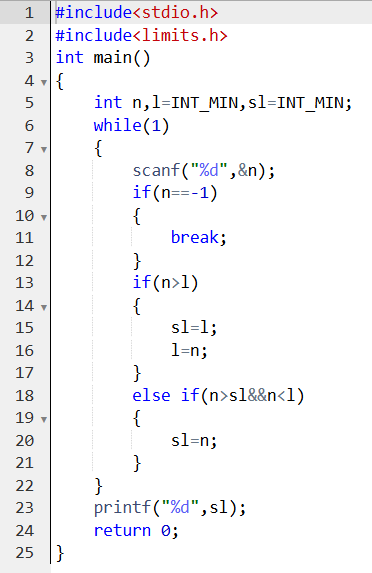 1 #include<stdio.h>
2 #include<limits.h>
3 int main()
4 {
5     int n,l=INT_MIN,sl=INT_MIN;
6     while(1)
7     {
8         scanf("%d",&n);
9         if(n==-1)
10         {
11             break;
12         }
13         if(n>l)
14         {
15             sl=l;
16             l=n;
17         }
18         else if(n>sl&&n<l)
19         {
20             sl=n;
21         }
22     }
23     printf("%d",sl);
24     return 0;
25 }